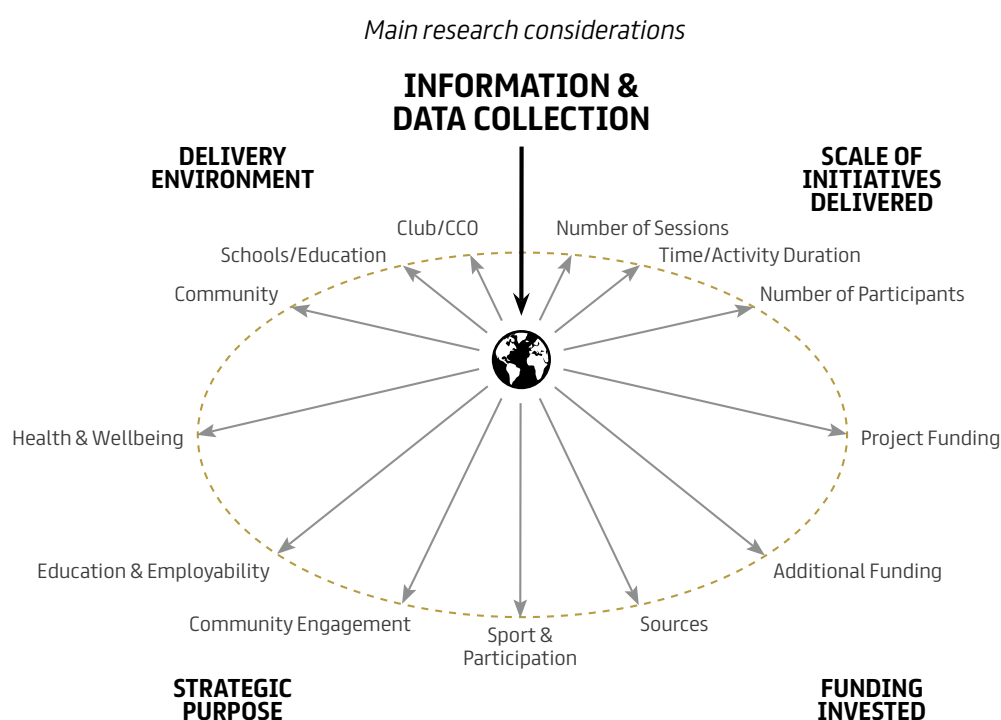 Main research considerations
INFORMATION &
DATA COLLECTION
DELIVERY
ENVIRONMENT
SCALE OF
INITIATIVES
DELIVERED
Club/CCO
Number of Sessions
Schools/Education
Time/Activity Duration
Community
Number of Participants
Health & Wellbeing
Project Funding
Education & Employability
Additional Funding
Community Engagement
Sport &
Participation
Sources
STRATEGIC
PURPOSE
FUNDING
INVESTED